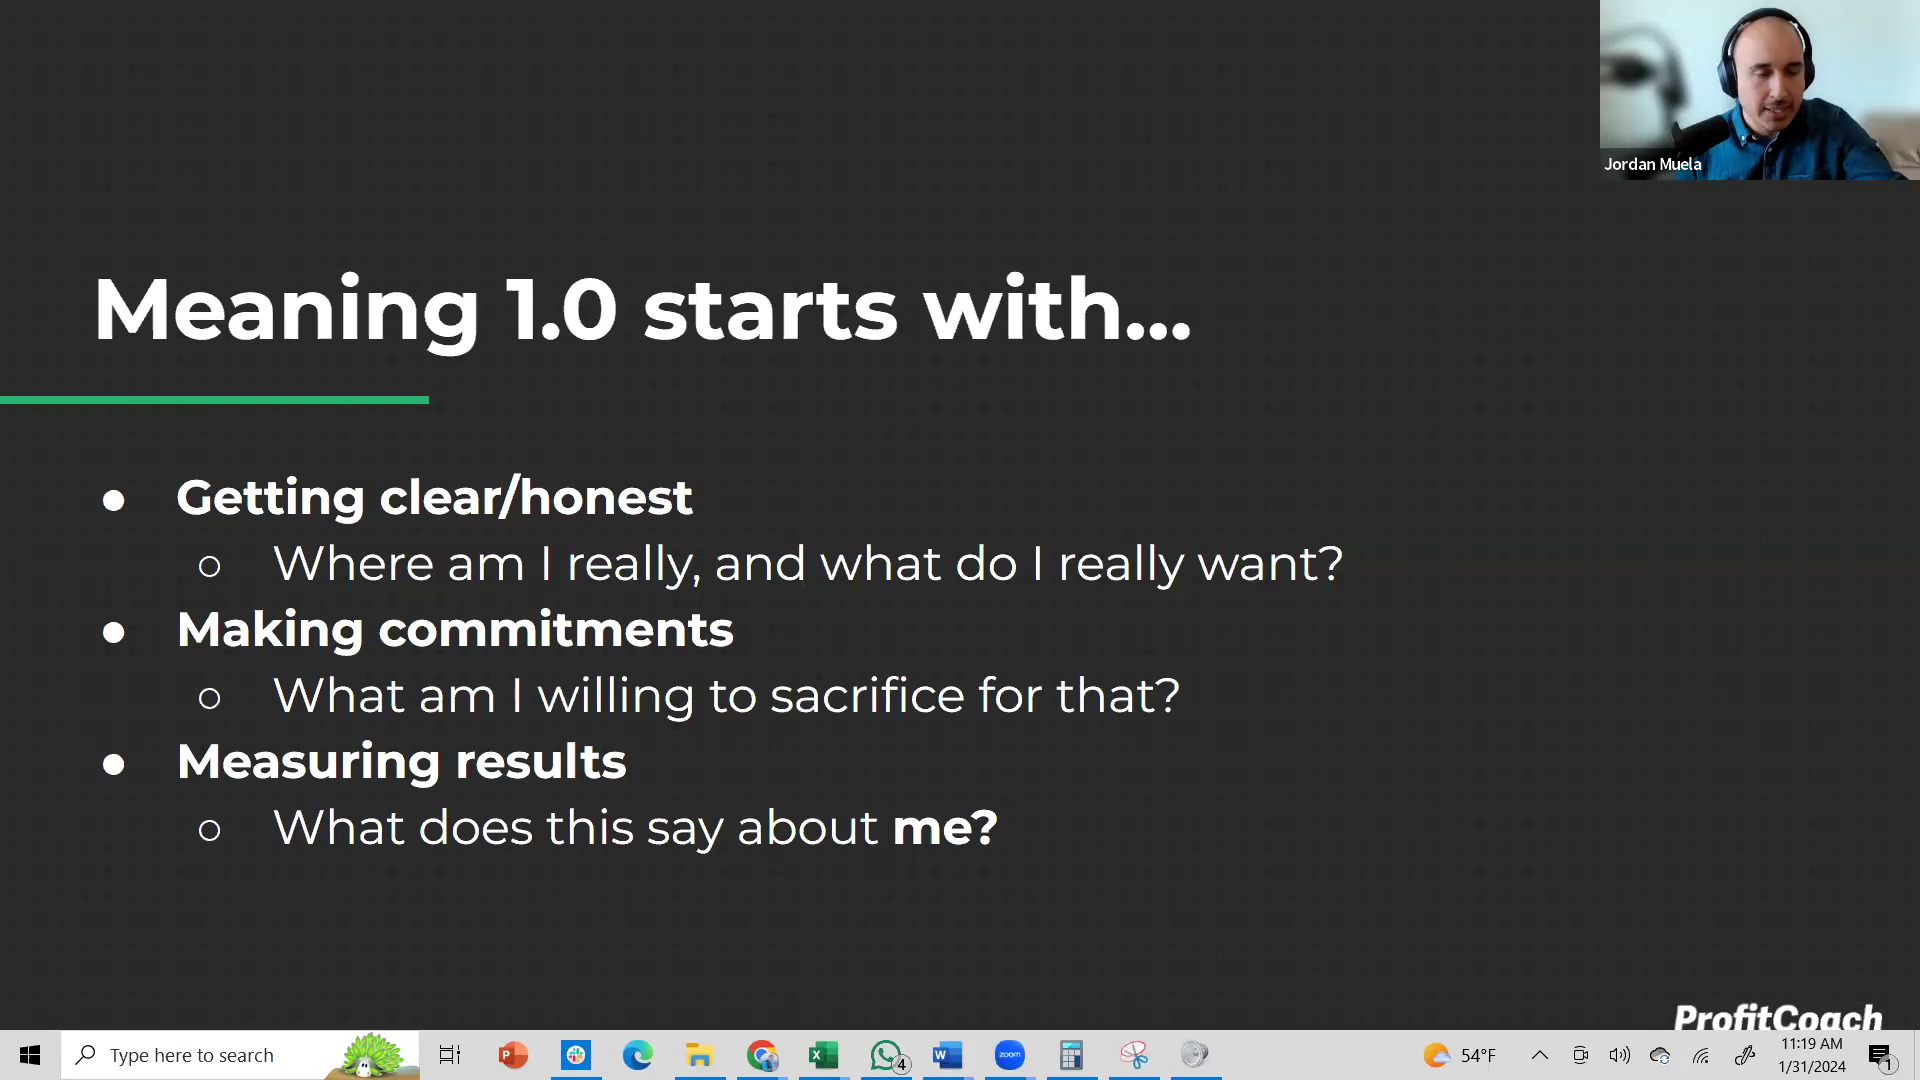 Jordan Muela
Meaning 1.0 starts with...
● Getting clear/honest
○ Where am I really, and what do I really want?
● Making commitments
○ What am I willing to sacrifice for that?
● Measuring results
○ What does this say about me?
ProfitCoach
Type here to search
4
zoom
54°F
11:19 AM
1/31/2024
1